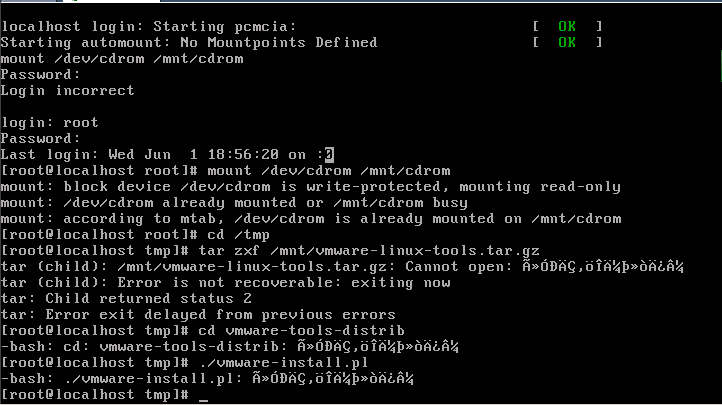 localhost login: Starting pcmcia: [ OK ]
Starting automount: No Mountpoints Defined [ OK ]
mount /dev/cdrom /mnt/cdrom
Password:
Login incorrect
login: root
Password:
Last login: Wed Jun 1 18:56:20 on :0
[root@localhost root]# mount /dev/cdrom /mnt/cdrom
mount: block device /dev/cdrom is write-protected, mounting read-only
mount: /dev/cdrom already mounted or /mnt/cdrom busy
mount: according to mtab, /dev/cdrom is already mounted on /mnt/cdrom
[root@localhost root]# cd /tmp
[root@localhost tmp]# tar zxf /mnt/vmware-linux-tools.tar.gz
tar (child): /mnt/vmware-linux-tools.tar.gz: Cannot open: Ã»ÓÐÄÇ‚öÎÄ¼þ»òÄ¿Â¼
tar (child): Error is not recoverable: exiting now
tar: Child returned status 2
tar: Error exit delayed from previous errors
[root@localhost tmp]# cd vmware-tools-distrib
-bash: cd: vmware-tools-distrib: Ã»ÓÐÄÇ‚öÎÄ¼þ»òÄ¿Â¼
[root@localhost tmp]# ./vmware-install.pl
-bash: ./vmware-install.pl: Ã»ÓÐÄÇ‚öÎÄ¼þ»òÄ¿Â¼
[root@localhost tmp]# _